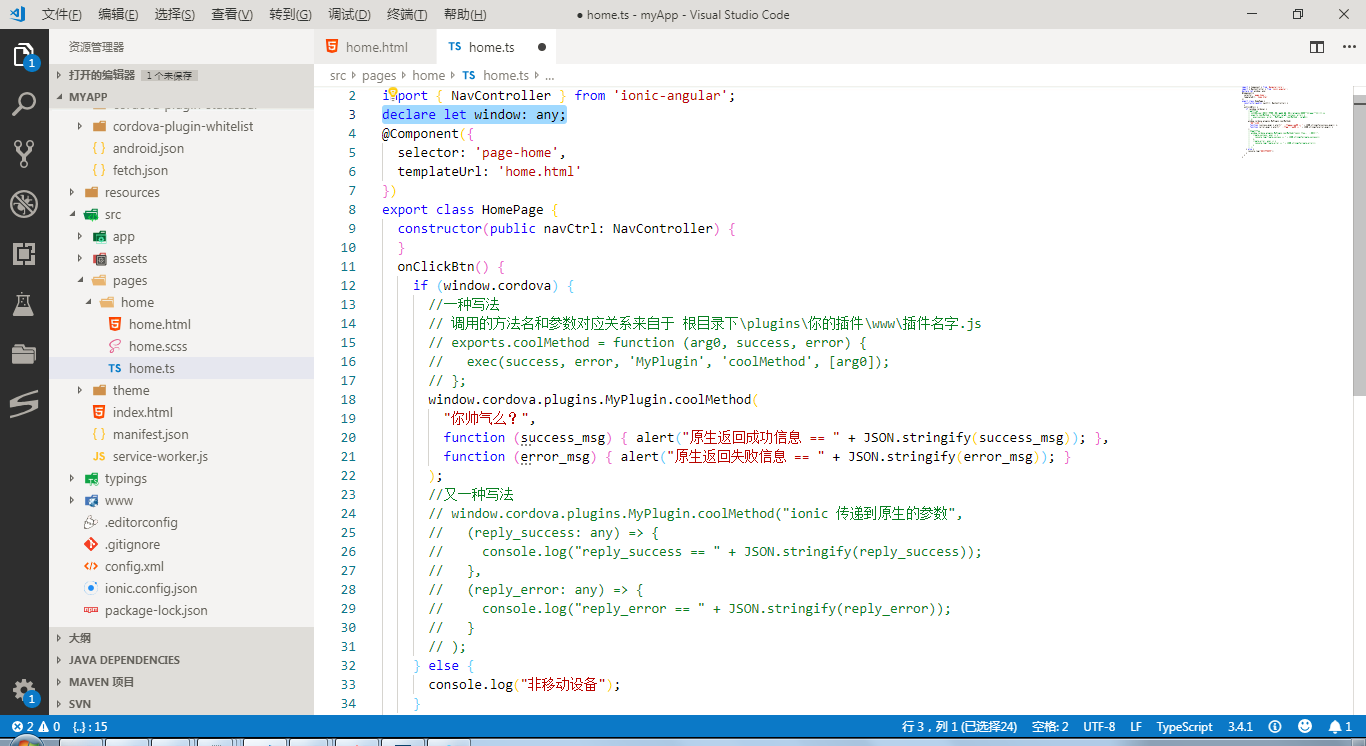 文件(F) 编辑(E) 选择(S) 查看(V) 转到(G) 调试(D) 终端(T) 帮助(H) ● home.ts - myApp - Visual Studio Code
资源管理器
打开的编辑器 1 个未保存
MYAPP
cordova-plugin-statusbar
cordova-plugin-whitelist
android.json
fetch.json
resources
src
app
assets
pages
home
home.html
home.scss
TS home.ts
theme
index.html
manifest.json
JS service-worker.js
typings
www
.editorconfig
.gitignore
config.xml
ionic.config.json
package-lock.json
大纲
JAVA DEPENDENCIES
MAVEN 项目
SVN
1
1
home.html TS home.ts
src pages home TS home.ts ...
2 import { NavController } from 'ionic-angular';
3 declare let window: any;
4 @Component({
5 selector: 'page-home',
6 templateUrl: 'home.html'
7 })
8 export class HomePage {
9 constructor(public navCtrl: NavController) {
10 }
11 onClickBtn() {
12 if (window.cordova) {
13 //一种写法
14 // 调用的方法名和参数对应关系来自于 根目录下\plugins\你的插件\www\插件名字.js
15 // exports.coolMethod = function (arg0, success, error) {
16 // exec(success, error, 'MyPlugin', 'coolMethod', [arg0]);
17 // };
18 window.cordova.plugins.MyPlugin.coolMethod(
19 "你帅气么？",
20 function (success_msg) { alert("原生返回成功信息 == " + JSON.stringify(success_msg)); },
21 function (error_msg) { alert("原生返回失败信息 == " + JSON.stringify(error_msg)); }
22 );
23 //又一种写法
24 // window.cordova.plugins.MyPlugin.coolMethod("ionic 传递到原生的参数",
25 // (reply_success: any) => {
26 // console.log("reply_success == " + JSON.stringify(reply_success));
27 // },
28 // (reply_error: any) => {
29 // console.log("reply_error == " + JSON.stringify(reply_error));
30 // }
31 // );
32 } else {
33 console.log("非移动设备");
34 }
2 0 {..} : 15 行 3，列 1 (已选择24) 空格: 2 UTF-8 LF TypeScript 3.4.1 1